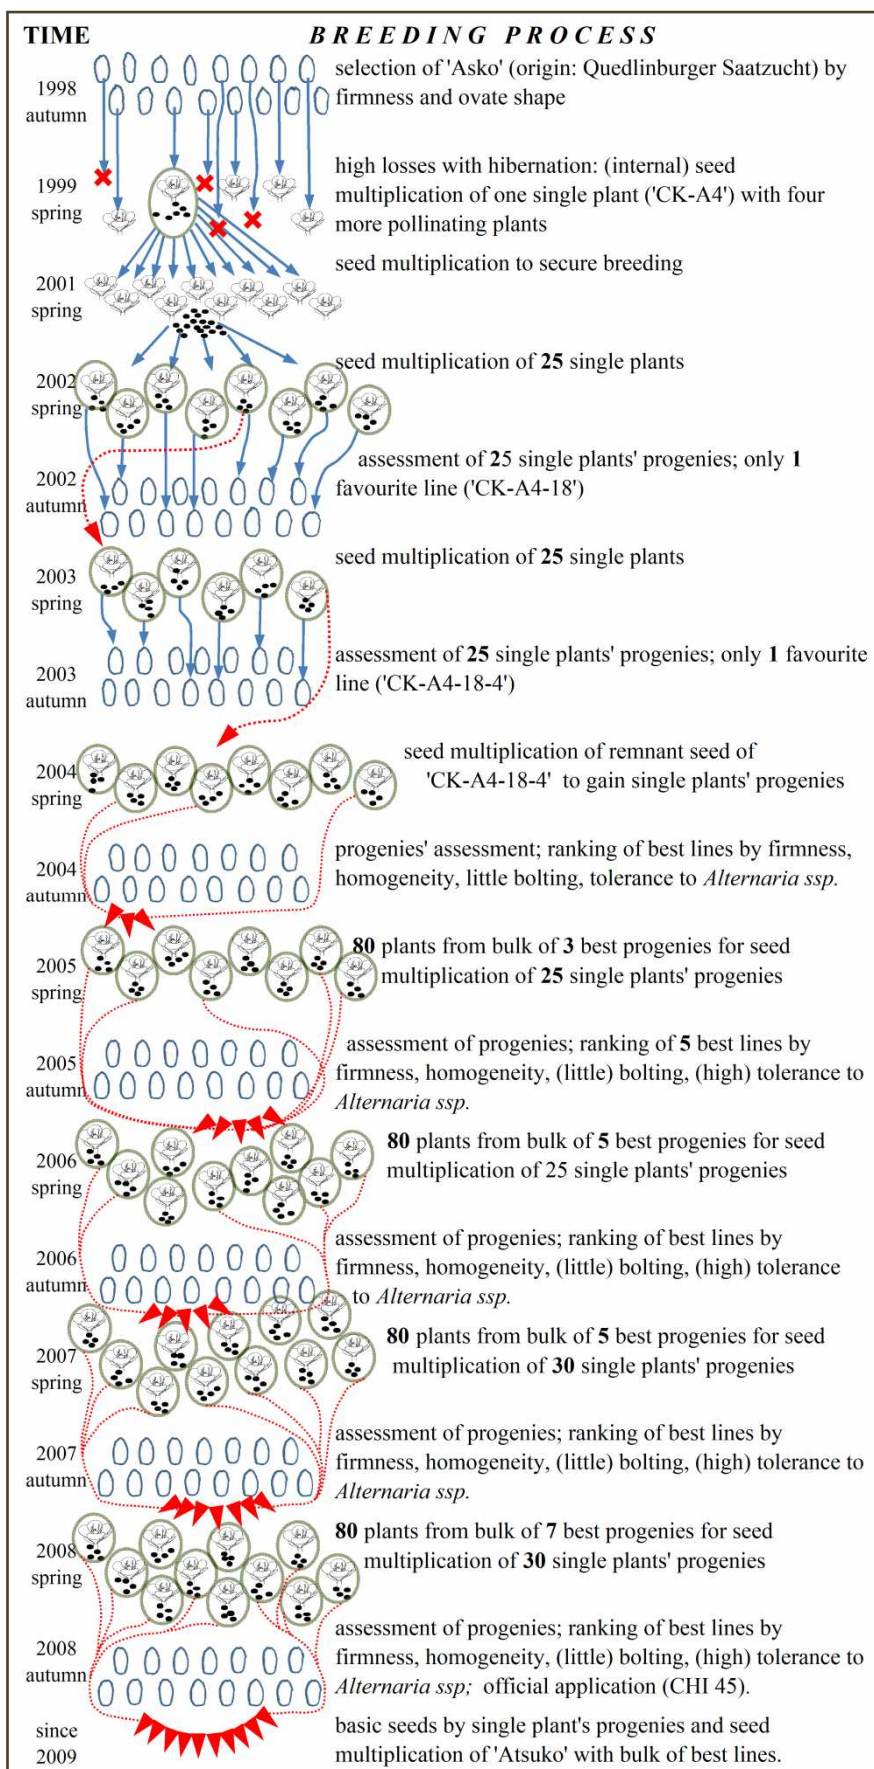 TIME
BREEDING PROCESS
1998
autumn
selection of 'Asko' (origin: Quedlinburger Saatzucht) by
firmness and ovate shape
1999
spring
high losses with hibernation: (internal) seed
multiplication of one single plant ('CK-A4') with four
more pollinating plants
2001
spring
seed multiplication to secure breeding
2002
spring
seed multiplication of 25 single plants
2002
autumn
assessment of 25 single plants' progenies; only 1
favourite line ('CK-A4-18')
2003
spring
seed multiplication of 25 single plants
2003
autumn
assessment of 25 single plants' progenies; only 1 favourite
line ('CK-A4-18-4')
2004
spring
seed multiplication of remnant seed of
'CK-A4-18-4' to gain single plants' progenies
2004
autumn
progenies' assessment; ranking of best lines by firmness,
homogeneity, little bolting, tolerance to Alternaria ssp.
2005
spring
80 plants from bulk of 3 best progenies for seed
multiplication of 25 single plants' progenies
2005
autumn
assessment of progenies; ranking of 5 best lines by
firmness, homogeneity, (little) bolting, (high) tolerance to
Alternaria ssp.
2006
spring
80 plants from bulk of 5 best progenies for seed
multiplication of 25 single plants' progenies
2006
autumn
assessment of progenies; ranking of best lines by
firmness, homogeneity, (little) bolting, (high) tolerance
to Alternaria ssp.
2007
spring
80 plants from bulk of 5 best progenies for seed
multiplication of 30 single plants' progenies
2007
autumn
assessment of progenies; ranking of best lines by
firmness, homogeneity, (little) bolting, (high) tolerance to
Alternaria ssp.
2008
spring
80 plants from bulk of 7 best progenies for seed
multiplication of 30 single plants' progenies
2008
autumn
assessment of progenies; ranking of best lines by
firmness, homogeneity, (little) bolting, (high) tolerance to
Alternaria ssp; official application (CHI 45).
since
2009
basic seeds by single plant's progenies and seed
multiplication of 'Atsuko' with bulk of best lines.